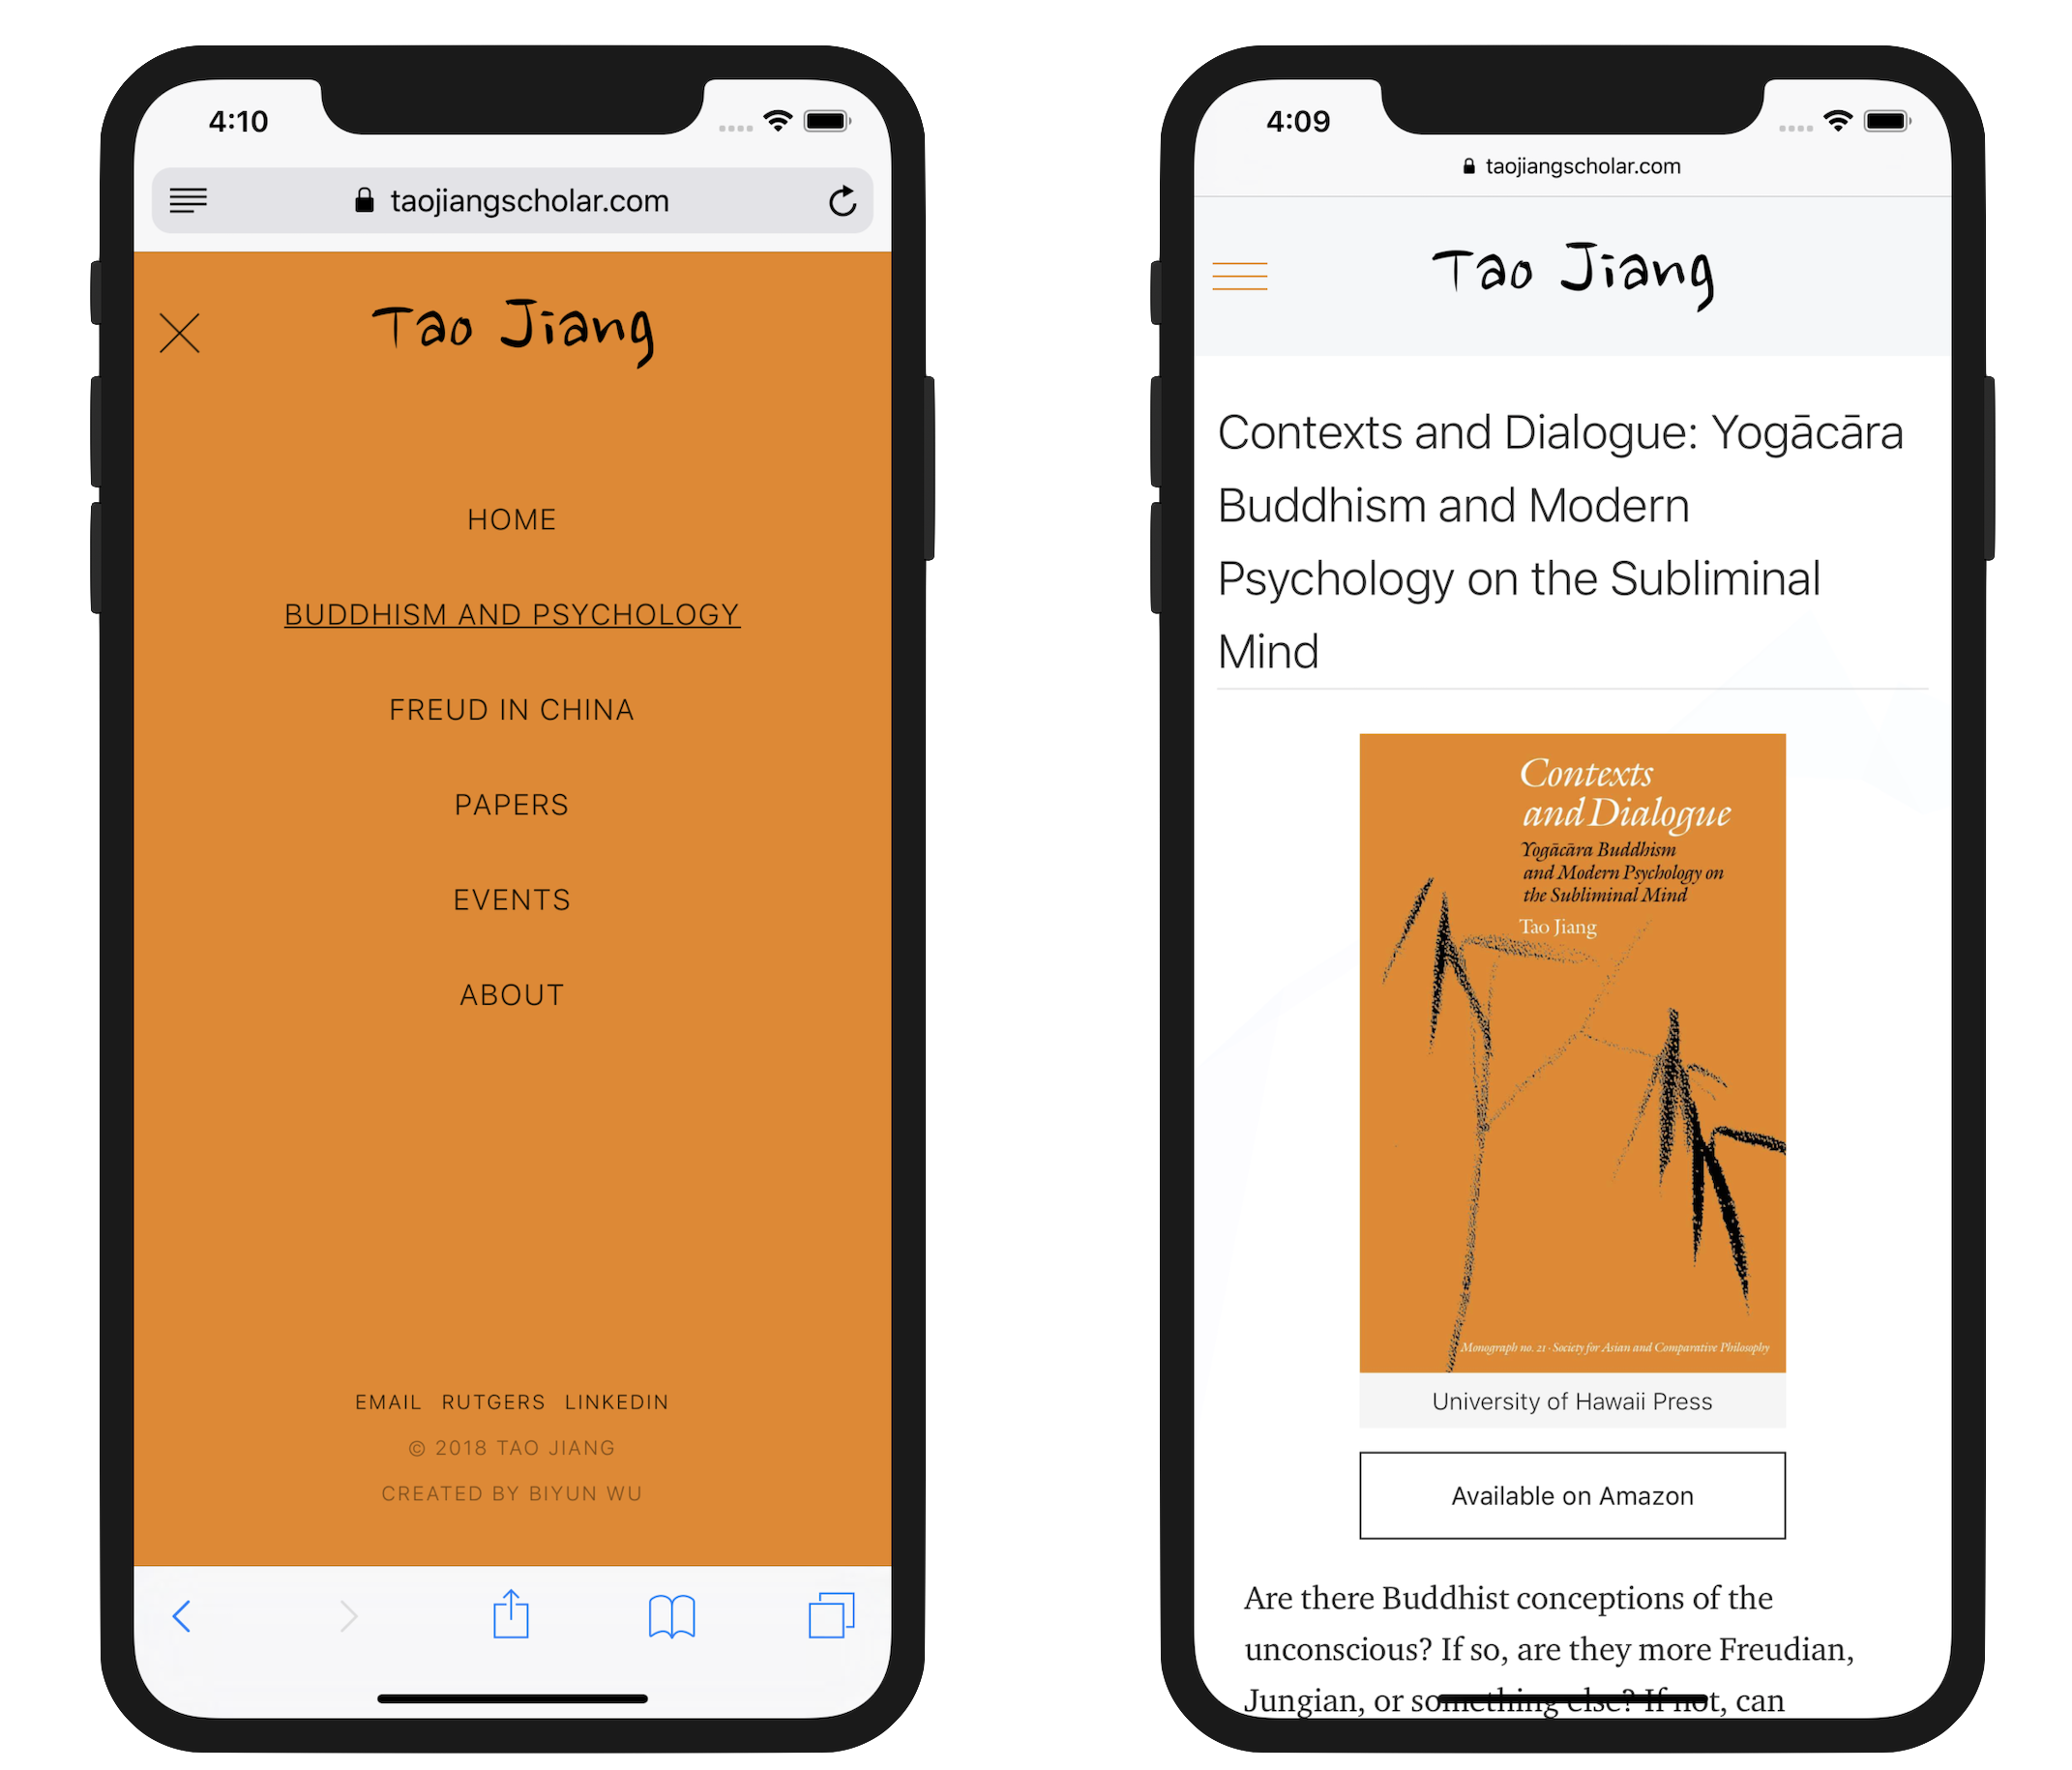 4:10
taojiangscholar.com
Tao Jiang
HOME
BUDDHISM AND PSYCHOLOGY
FREUD IN CHINA
PAPERS
EVENTS
ABOUT
EMAIL RUTGERS LINKEDIN
© 2018 TAO JIANG
CREATED BY BIYUN WU
4:09
taojiangscholar.com
Tao Jiang
Contexts and Dialogue: Yogācāra
Buddhism and Modern
Psychology on the Subliminal
Mind
Contexts
and Dialogue
Yogācāra Buddhism
and Modern Psychology on
the Subliminal Mind
Tao Jiang
Monograph no. 21 · Society for Asian and Comparative Philosophy
University of Hawaii Press
Available on Amazon
Are there Buddhist conceptions of the
unconscious? If so, are they more Freudian,
Jungian, or something else? If not, can